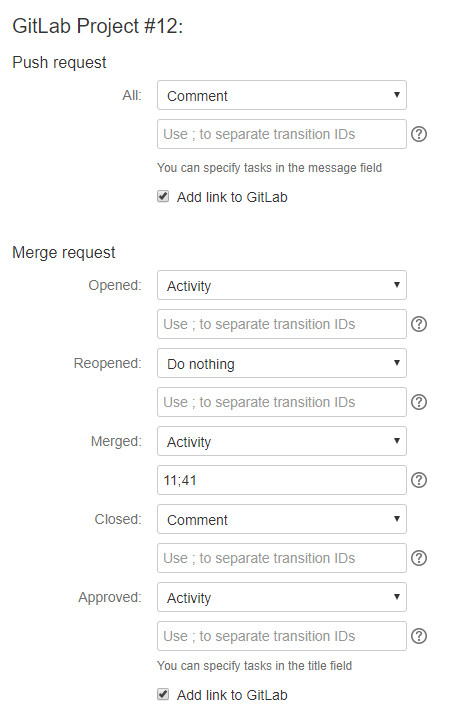 GitLab Project #12:
Push request
All: Comment
Use ; to separate transition IDs
You can specify tasks in the message field
Add link to GitLab
Merge request
Opened: Activity
Use ; to separate transition IDs
Reopened: Do nothing
Use ; to separate transition IDs
Merged: Activity
11;41
Closed: Comment
Use ; to separate transition IDs
Approved: Activity
Use ; to separate transition IDs
You can specify tasks in the title field
Add link to GitLab